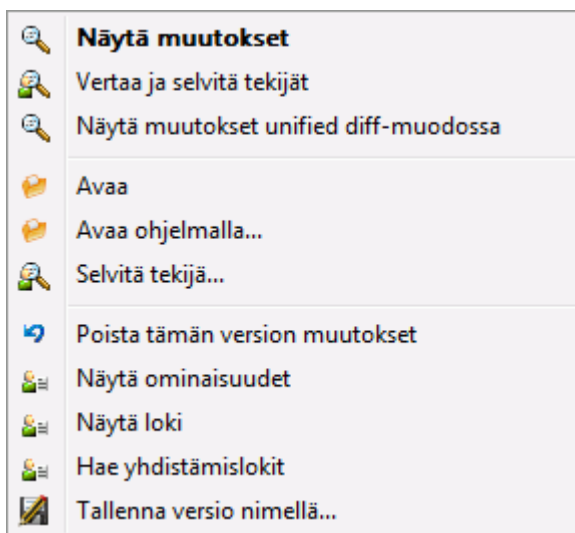 Näytä muutokset
Vertaa ja selvitä tekijät
Näytä muutokset unified diff-muodossa
Avaa
Avaa ohjelmalla...
Selvitä tekijä...
Poista tämän version muutokset
Näytä ominaisuudet
Näytä loki
Hae yhdistämislokit
Tallenna versio nimellä...